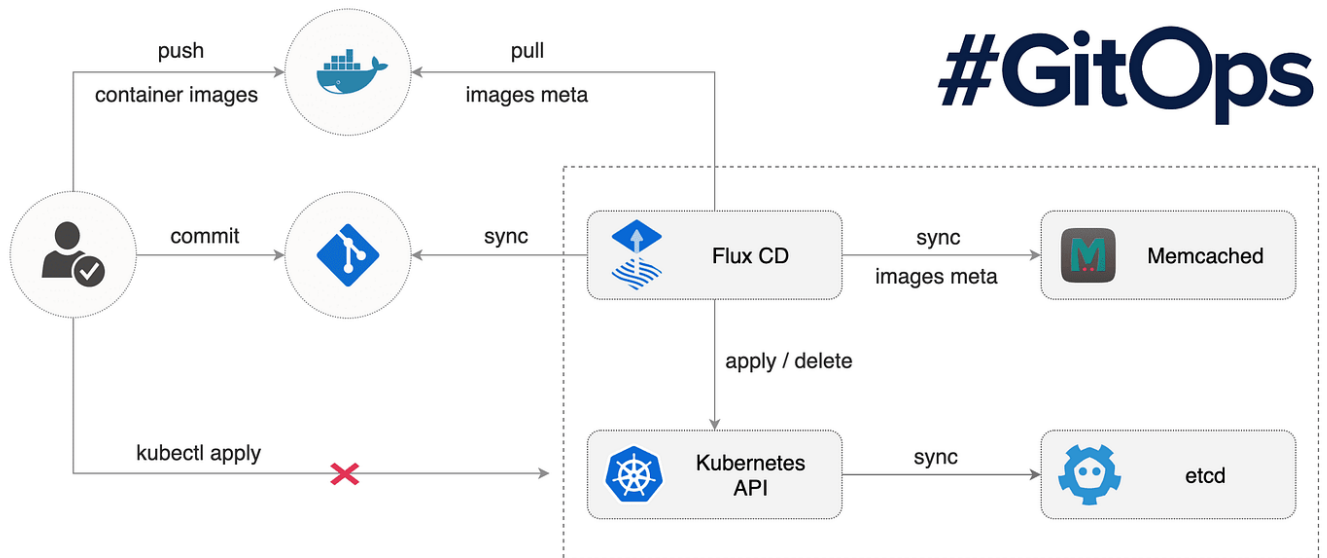 #GitOps
push
container images
pull
images meta
commit
sync
Flux CD
sync
images meta
Memcached
apply / delete
kubectl apply
Kubernetes
API
sync
etcd